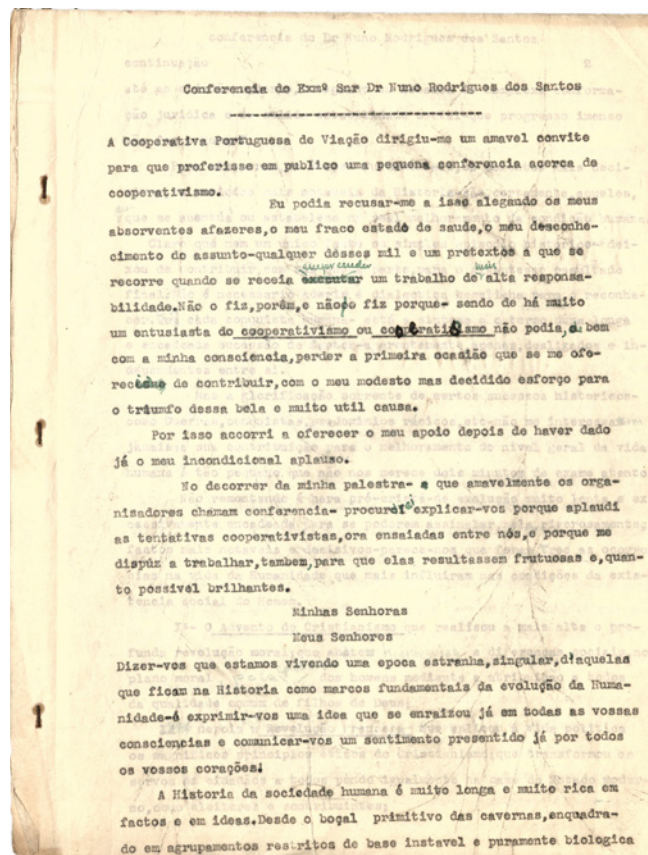 Conferencia do Exmº Snr Dr Nuno Rodrigues dos Santos
A Cooperativa Portuguesa de Viação dirigiu-me um amavel convite
para que proferisse em publico uma pequena conferencia acerca de
cooperativismo.
Eu podia recusar-me a isso alegando os meus
absorventes afazeres,o meu fraco estado de saude,o meu desconhe-
cimento do assunto-qualquer dêsses mil e um pretextos a que se
empreender mais
recorre quando se receia executar um trabalho de alta responsa-
bilidade.Não o fiz,porêm,e não o fiz porque- sendo de há muito
um entusiasta do cooperativismo ou não podia,a bem
com a minha consciência,perder a primeira ocasião que se me ofe-
de contribuir,com o meu modesto mas decidido esforço para
o triumfo dessa bela e muito util causa.
Por isso accorri a oferecer o meu apoio depois de haver dado
já o meu incondicional aplauso.
No decorrer da minha palestra- a que amavelmente os orga-
nisadores chamam conferencia- procurei explicar-vos porque aplaudi
as tentativas cooperativistas,ora ensaiadas entre nós,e porque me
dispúz a trabalhar,tambem,para que elas resultassem frutuosas e,quan-
to possivel brilhantes.
Minhas Senhoras
Meus Senhores
Dizer-vos que estamos vivendo uma epoca estranha,singular,d'aquelas
que ficam na Historia como marcos fundamentais da evolução da Huma-
nidade-é exprimir-vos uma idea que se enraizou já em todas as vossas
consciencias e comunicar-vos um sentimento presentido já por todos
os vossos corações.
A Historia da sociedade humana é muito longa e muito rica em
factos e em ideas.Desde o boçal primitivo das cavernas,enquadra-
do em agrupamentos restritos de base instavel e puramente biologica